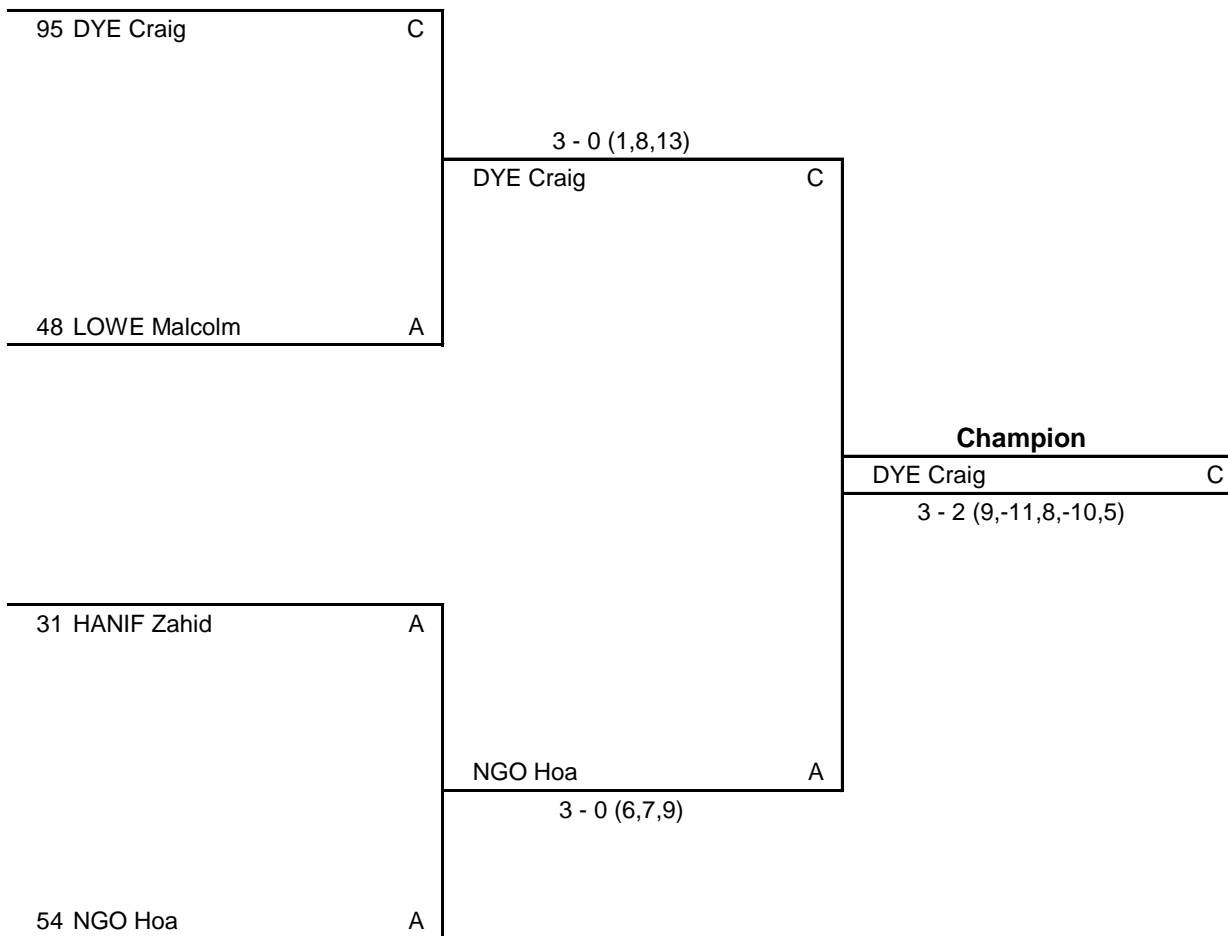 95 DYE Craig C
3 - 0 (1,8,13)
DYE Craig C
48 LOWE Malcolm A
Champion
DYE Craig C
3 - 2 (9,-11,8,-10,5)
31 HANIF Zahid A
NGO Hoa A
3 - 0 (6,7,9)
54 NGO Hoa A